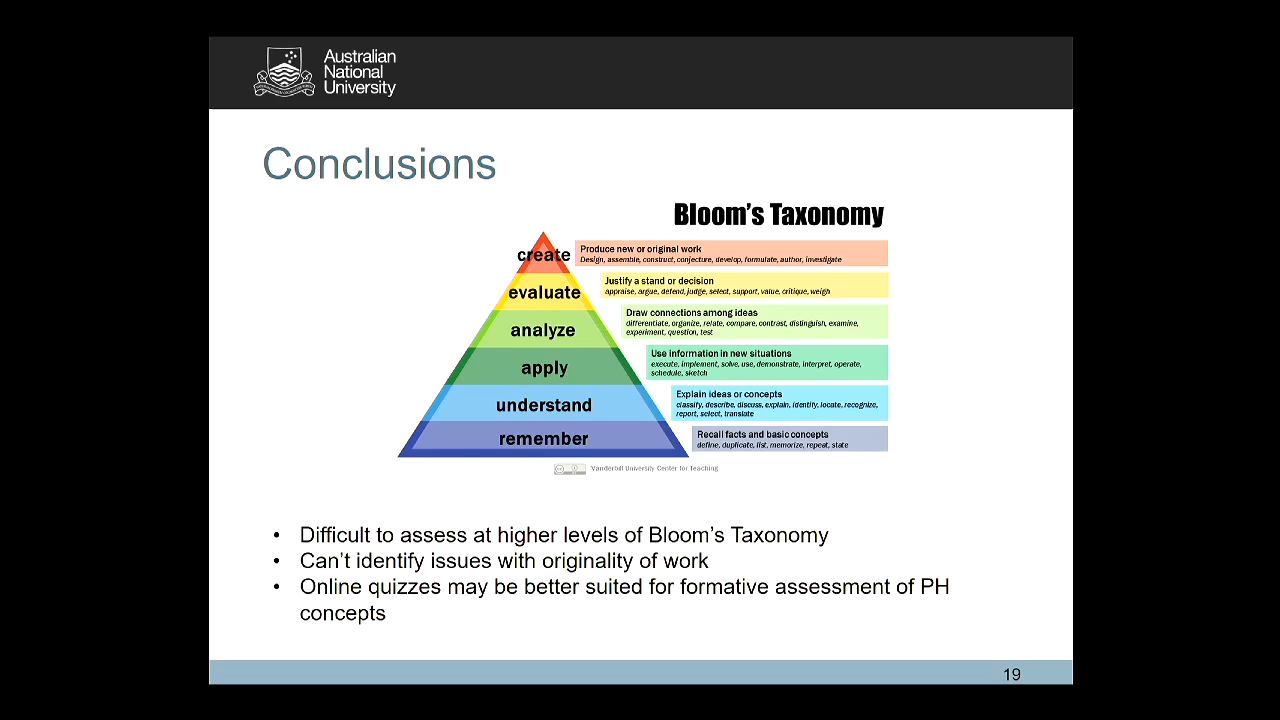 Australian
National
University
Conclusions
Bloom's Taxonomy
create
Produce new or original work
Design, assemble, construct, conjecture, develop, formulate, author, investigate
evaluate
Justify a stand or decision
appraise, argue, defend, judge, select, support, value, critique, weigh
analyze
Draw connections among ideas
differentiate, organize, relate, compare, contrast, distinguish, examine,
experiment, question, test
apply
Use information in new situations
execute, implement, solve, use, demonstrate, interpret, operate,
schedule, sketch
understand
Explain ideas or concepts
classify, describe, discuss, explain, identify, locate, recognize,
report, select, translate
remember
Recall facts and basic concepts
define, duplicate, list, memorize, repeat, state
Vanderbilt University Center for Teaching
• Difficult to assess at higher levels of Bloom's Taxonomy
• Can't identify issues with originality of work
• Online quizzes may be better suited for formative assessment of PH
concepts
19